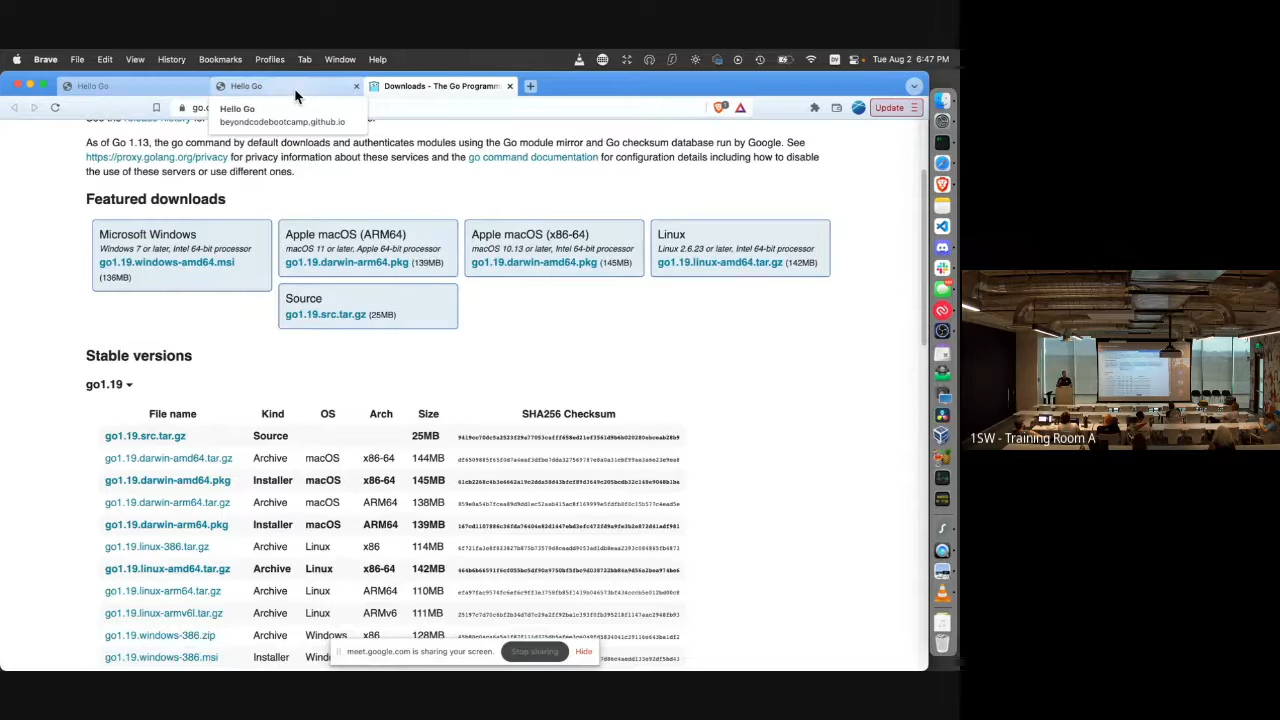 Brave File Edit View History Bookmarks Profiles Tab Window Help DV Tue Aug 2 6:47 PM
Hello Go Hello Go Downloads - The Go Programm
go. Update
Hello Go
beyondcodebootcamp.github.io
As of Go 1.13, the go command by default downloads and authenticates modules using the Go module mirror and Go checksum database run by Google. See
https://proxy.golang.org/privacy for privacy information about these services and the go command documentation for configuration details including how to disable
the use of these servers or use different ones.
Featured downloads
Microsoft Windows
Windows 7 or later, Intel 64-bit processor
go1.19.windows-amd64.msi
(136MB)
Apple macOS (ARM64)
macOS 11 or later, Apple 64-bit processor
go1.19.darwin-arm64.pkg (139MB)
Apple macOS (x86-64)
macOS 10.13 or later, Intel 64-bit processor
go1.19.darwin-amd64.pkg (145MB)
Linux
Linux 2.6.23 or later, Intel 64-bit processor
go1.19.linux-amd64.tar.gz (142MB)
Source
go1.19.src.tar.gz (25MB)
Stable versions
go1.19
File name Kind OS Arch Size SHA256 Checksum
go1.19.src.tar.gz Source 25MB
go1.19.darwin-amd64.tar.gz Archive macOS x86-64 144MB
go1.19.darwin-amd64.pkg Installer macOS x86-64 145MB
go1.19.darwin-arm64.tar.gz Archive macOS ARM64 138MB
go1.19.darwin-arm64.pkg Installer macOS ARM64 139MB
go1.19.linux-386.tar.gz Archive Linux x86 114MB
go1.19.linux-amd64.tar.gz Archive Linux x86-64 142MB
go1.19.linux-arm64.tar.gz Archive Linux ARM64 110MB
go1.19.linux-armv6l.tar.gz Archive Linux ARMv6 111MB
go1.19.windows-386.zip Archive Windows x86 128MB
go1.19.windows-386.msi Installer
meet.google.com is sharing your screen. Stop sharing Hide
1SW - Training Room A